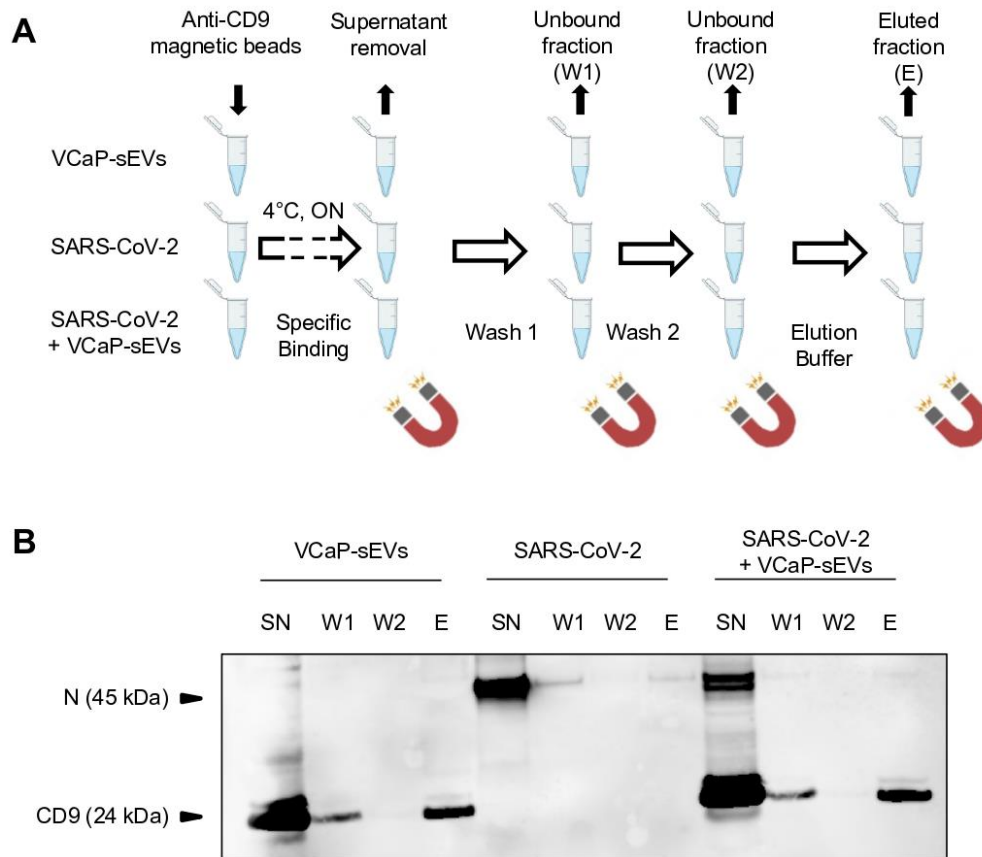 A
Anti-CD9
magnetic beads
Supernatant
removal
Unbound
fraction
(W1)
Unbound
fraction
(W2)
Eluted
fraction
(E)
VCaP-sEVs
SARS-CoV-2
SARS-CoV-2
+ VCaP-sEVs
4°C, ON
Specific
Binding
Wash 1
Wash 2
Elution
Buffer
B
VCaP-sEVs
SARS-CoV-2
SARS-CoV-2
+ VCaP-sEVs
SN W1 W2 E SN W1 W2 E SN W1 W2 E
N (45 kDa)
CD9 (24 kDa)